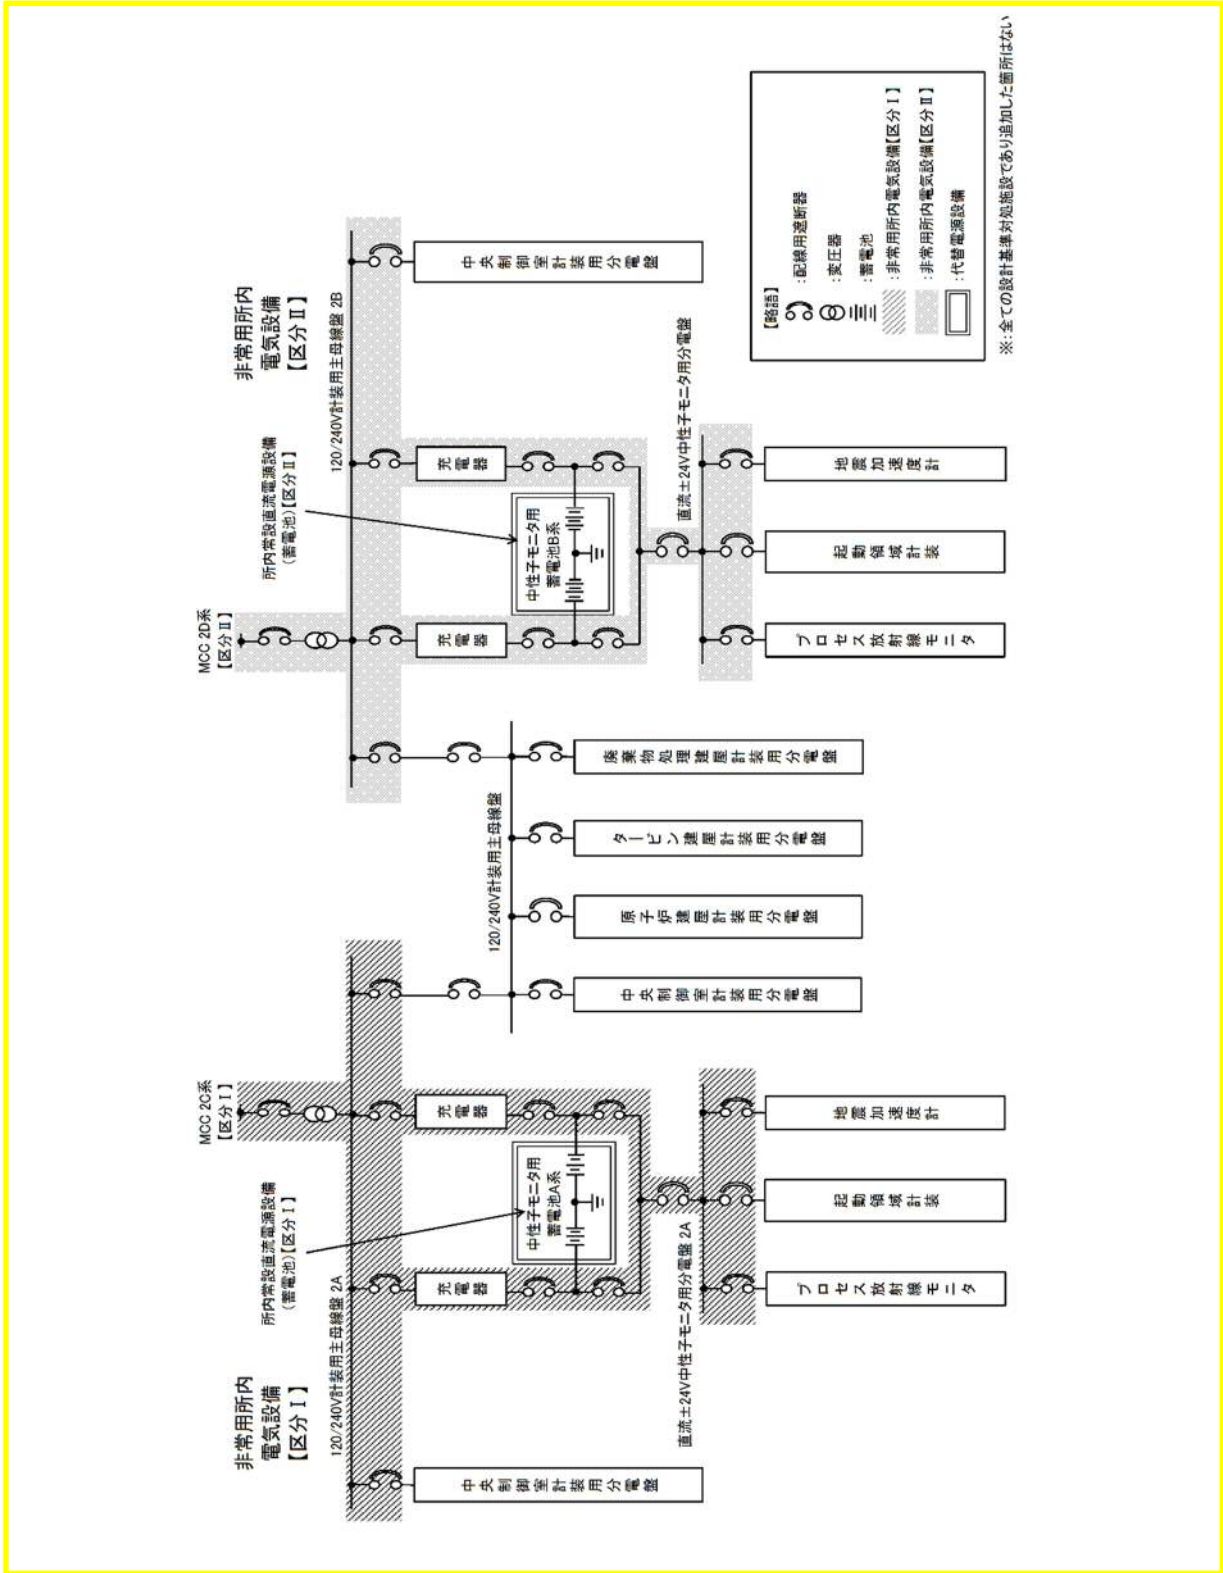 非常用所内
電気設備
【区分Ⅰ】
所内常設直流電源設備
(蓄電池)【区分Ⅰ】
MCC 2C系
【区分Ⅰ】
MCC 2D系
【区分Ⅱ】
所内常設直流電源設備
(蓄電池)【区分Ⅱ】
非常用所内
電気設備
【区分Ⅱ】
120/240V計装用主母線盤 2A
120/240V計装用主母線盤 2B
中央制御室計装用分電盤
充電器
充電器
充電器
充電器
中央制御室計装用分電盤
中性子モニタ用
蓄電池A系
中性子モニタ用
蓄電池B系
120/240V計装用主母線盤
中央制御室計装用分電盤
原子炉建屋計装用分電盤
タービン建屋計装用分電盤
廃棄物処理建屋計装用分電盤
直流±24V中性子モニタ用分電盤 2A
直流±24V中性子モニタ用分電盤
プロセス放射線モニタ
起動領域計装
地震加速度計
プロセス放射線モニタ
起動領域計装
地震加速度計
【略語】
:配線用遮断器
:変圧器
:蓄電池
:非常用所内電気設備【区分Ⅰ】
:非常用所内電気設備【区分Ⅱ】
:代替電源設備
※:全ての設計基準対処施設であり追加した箇所はない